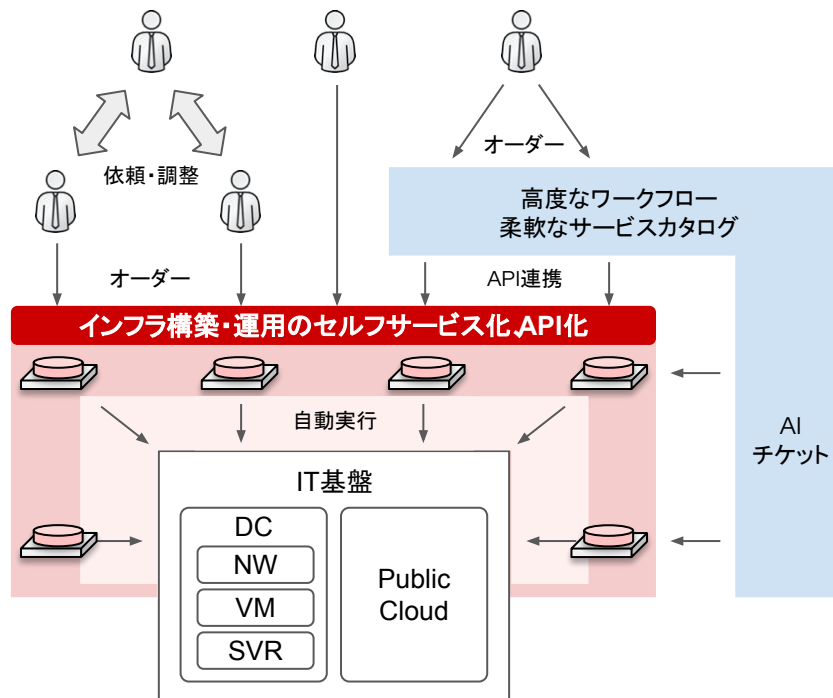 オーダー
依頼・調整
高度なワークフロー
柔軟なサービスカタログ
オーダー
API連携
インフラ構築・運用のセルフサービス化、API化
自動実行
AI
チケット
IT基盤
DC
NW
VM
SVR
Public
Cloud